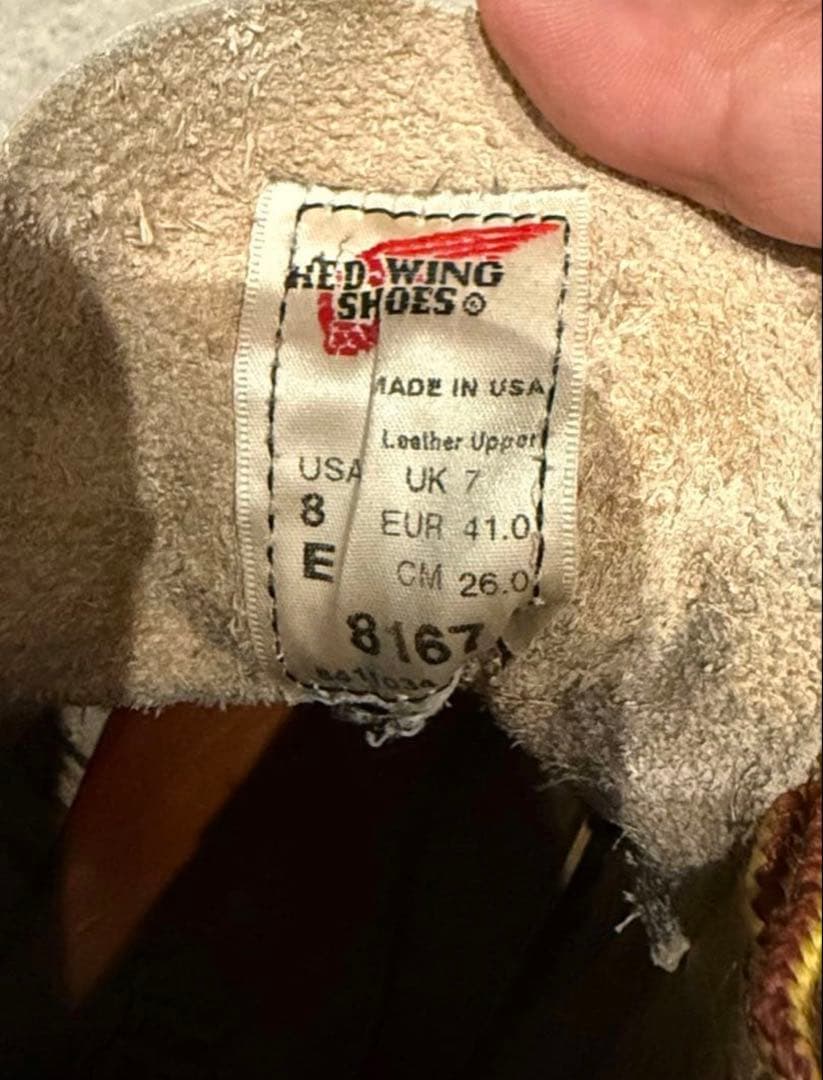 RED WING
SHOES®
MADE IN USA
Leather Upper
USA UK 7
8 EUR 41.0
E CM 26.0
8167